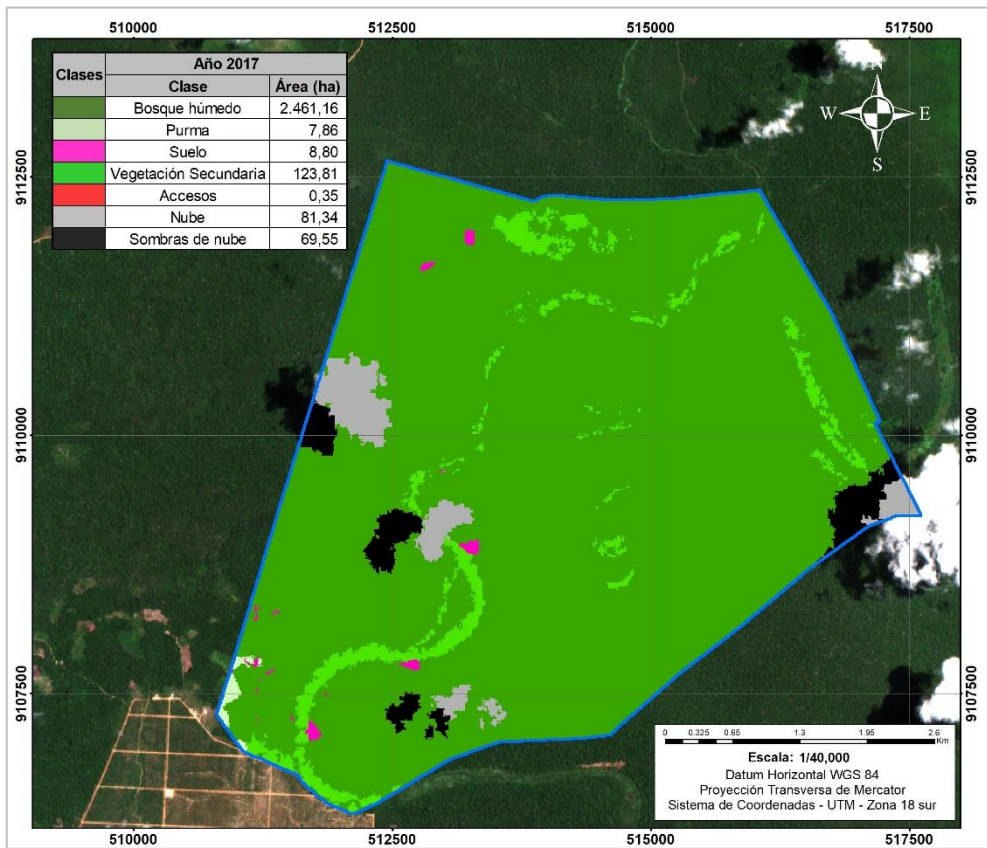 510000 512500 515000 517500
Clases Año 2017
Clase Área (ha)
Bosque húmedo 2.461,16
Purma 7,86
Suelo 8,80
Vegetación Secundaria 123,81
Accesos 0,35
Nube 81,34
Sombras de nube 69,55
N
W E
S
9112500 9112500
9110000 9110000
9107500 9107500
0 0.325 0.65 1.3 1.95 2.6
Km
Escala: 1/40,000
Datum Horizontal WGS 84
Proyección Transversa de Mercator
Sistema de Coordenadas - UTM - Zona 18 sur
510000 512500 515000 517500